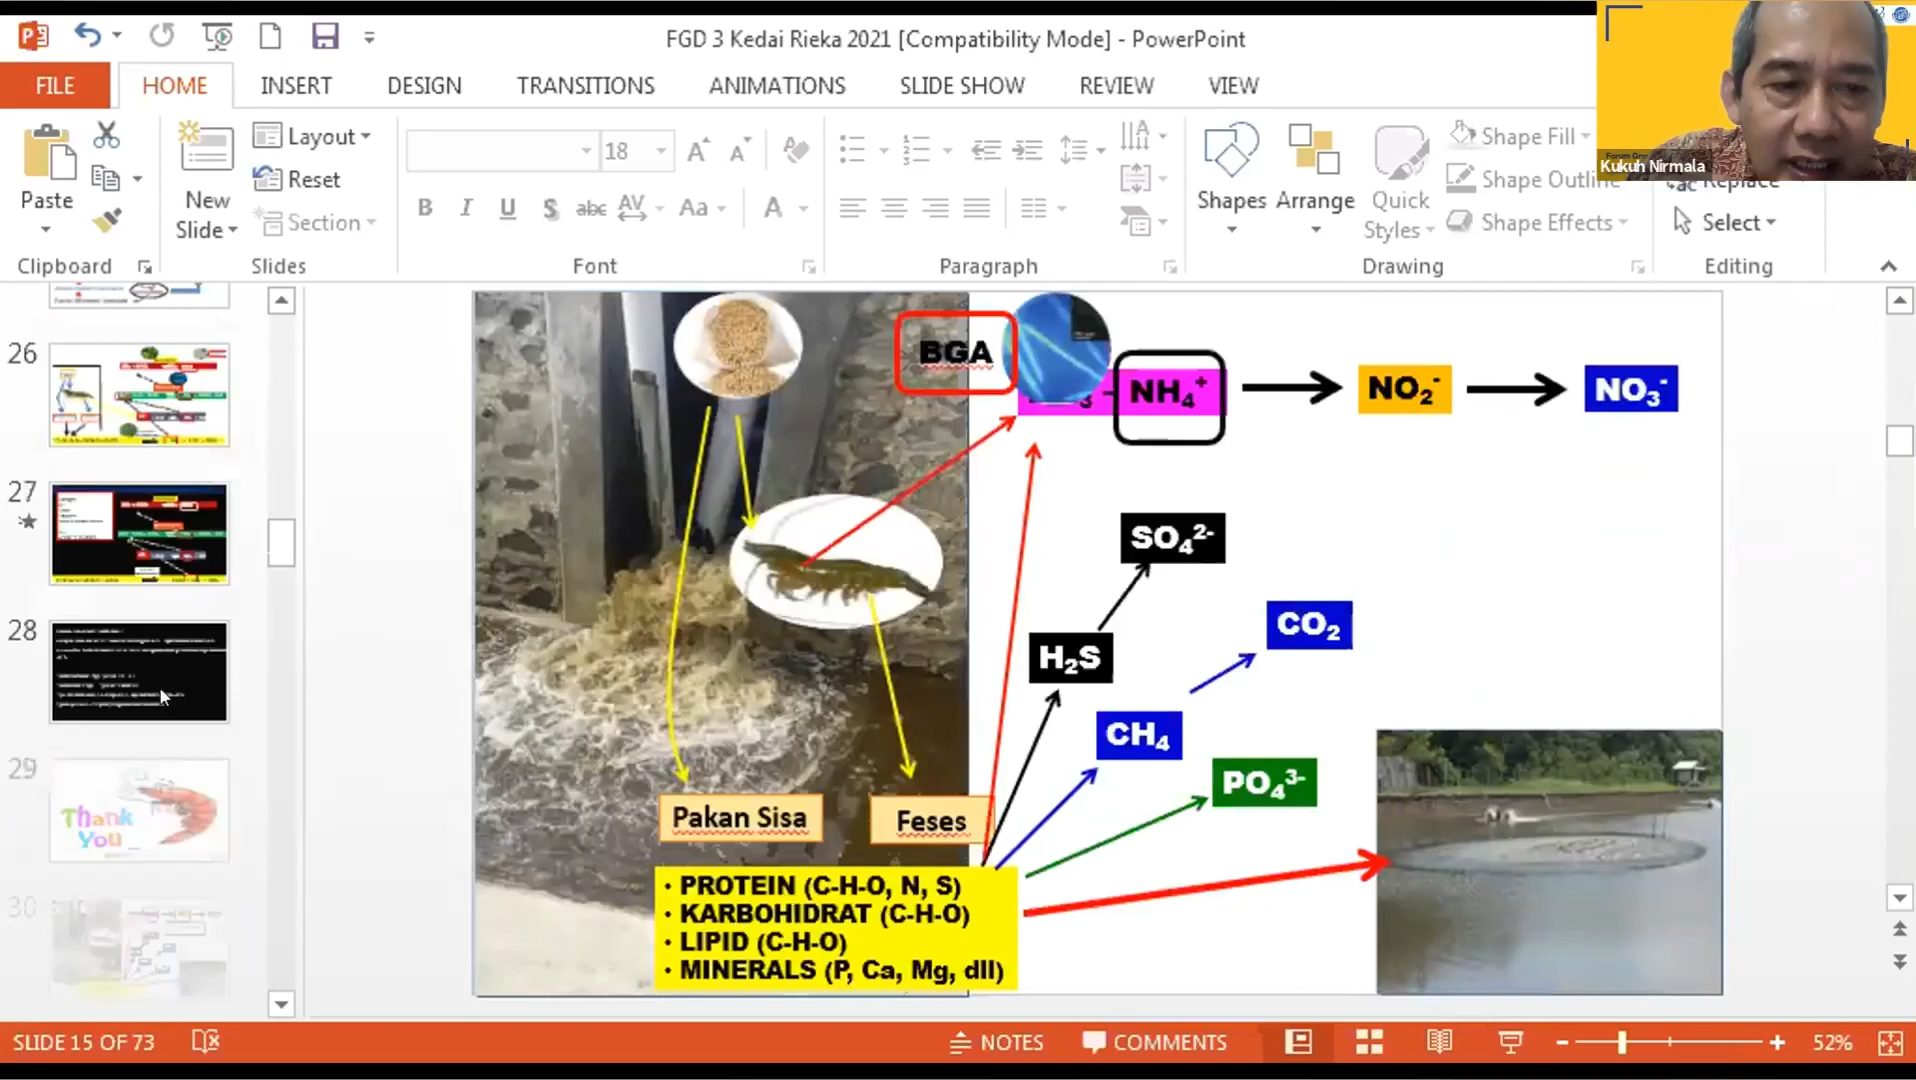 FGD 3 Kedai Rieka 2021 [Compatibility Mode] - PowerPoint
FILE
HOME
INSERT
DESIGN
TRANSITIONS
ANIMATIONS
SLIDE SHOW
REVIEW
VIEW
Kukuh Nirmala
Paste
New Slide
Layout
Reset
Section
18
B I U S abc AV Aa A
Shapes
Arrange
Quick Styles
Shape Fill
Shape Outline
Shape Effects
Replace
Select
Clipboard
Slides
Font
Paragraph
Drawing
Editing
26
27
28
29
Thank You
30
BGA
NH₄⁺
NO₂⁻
NO₃⁻
SO₄²⁻
H₂S
CO₂
CH₄
PO₄³⁻
Pakan Sisa
Feses
• PROTEIN (C-H-O, N, S)
• KARBOHIDRAT (C-H-O)
• LIPID (C-H-O)
• MINERALS (P, Ca, Mg, dll)
SLIDE 15 OF 73
NOTES
COMMENTS
52%